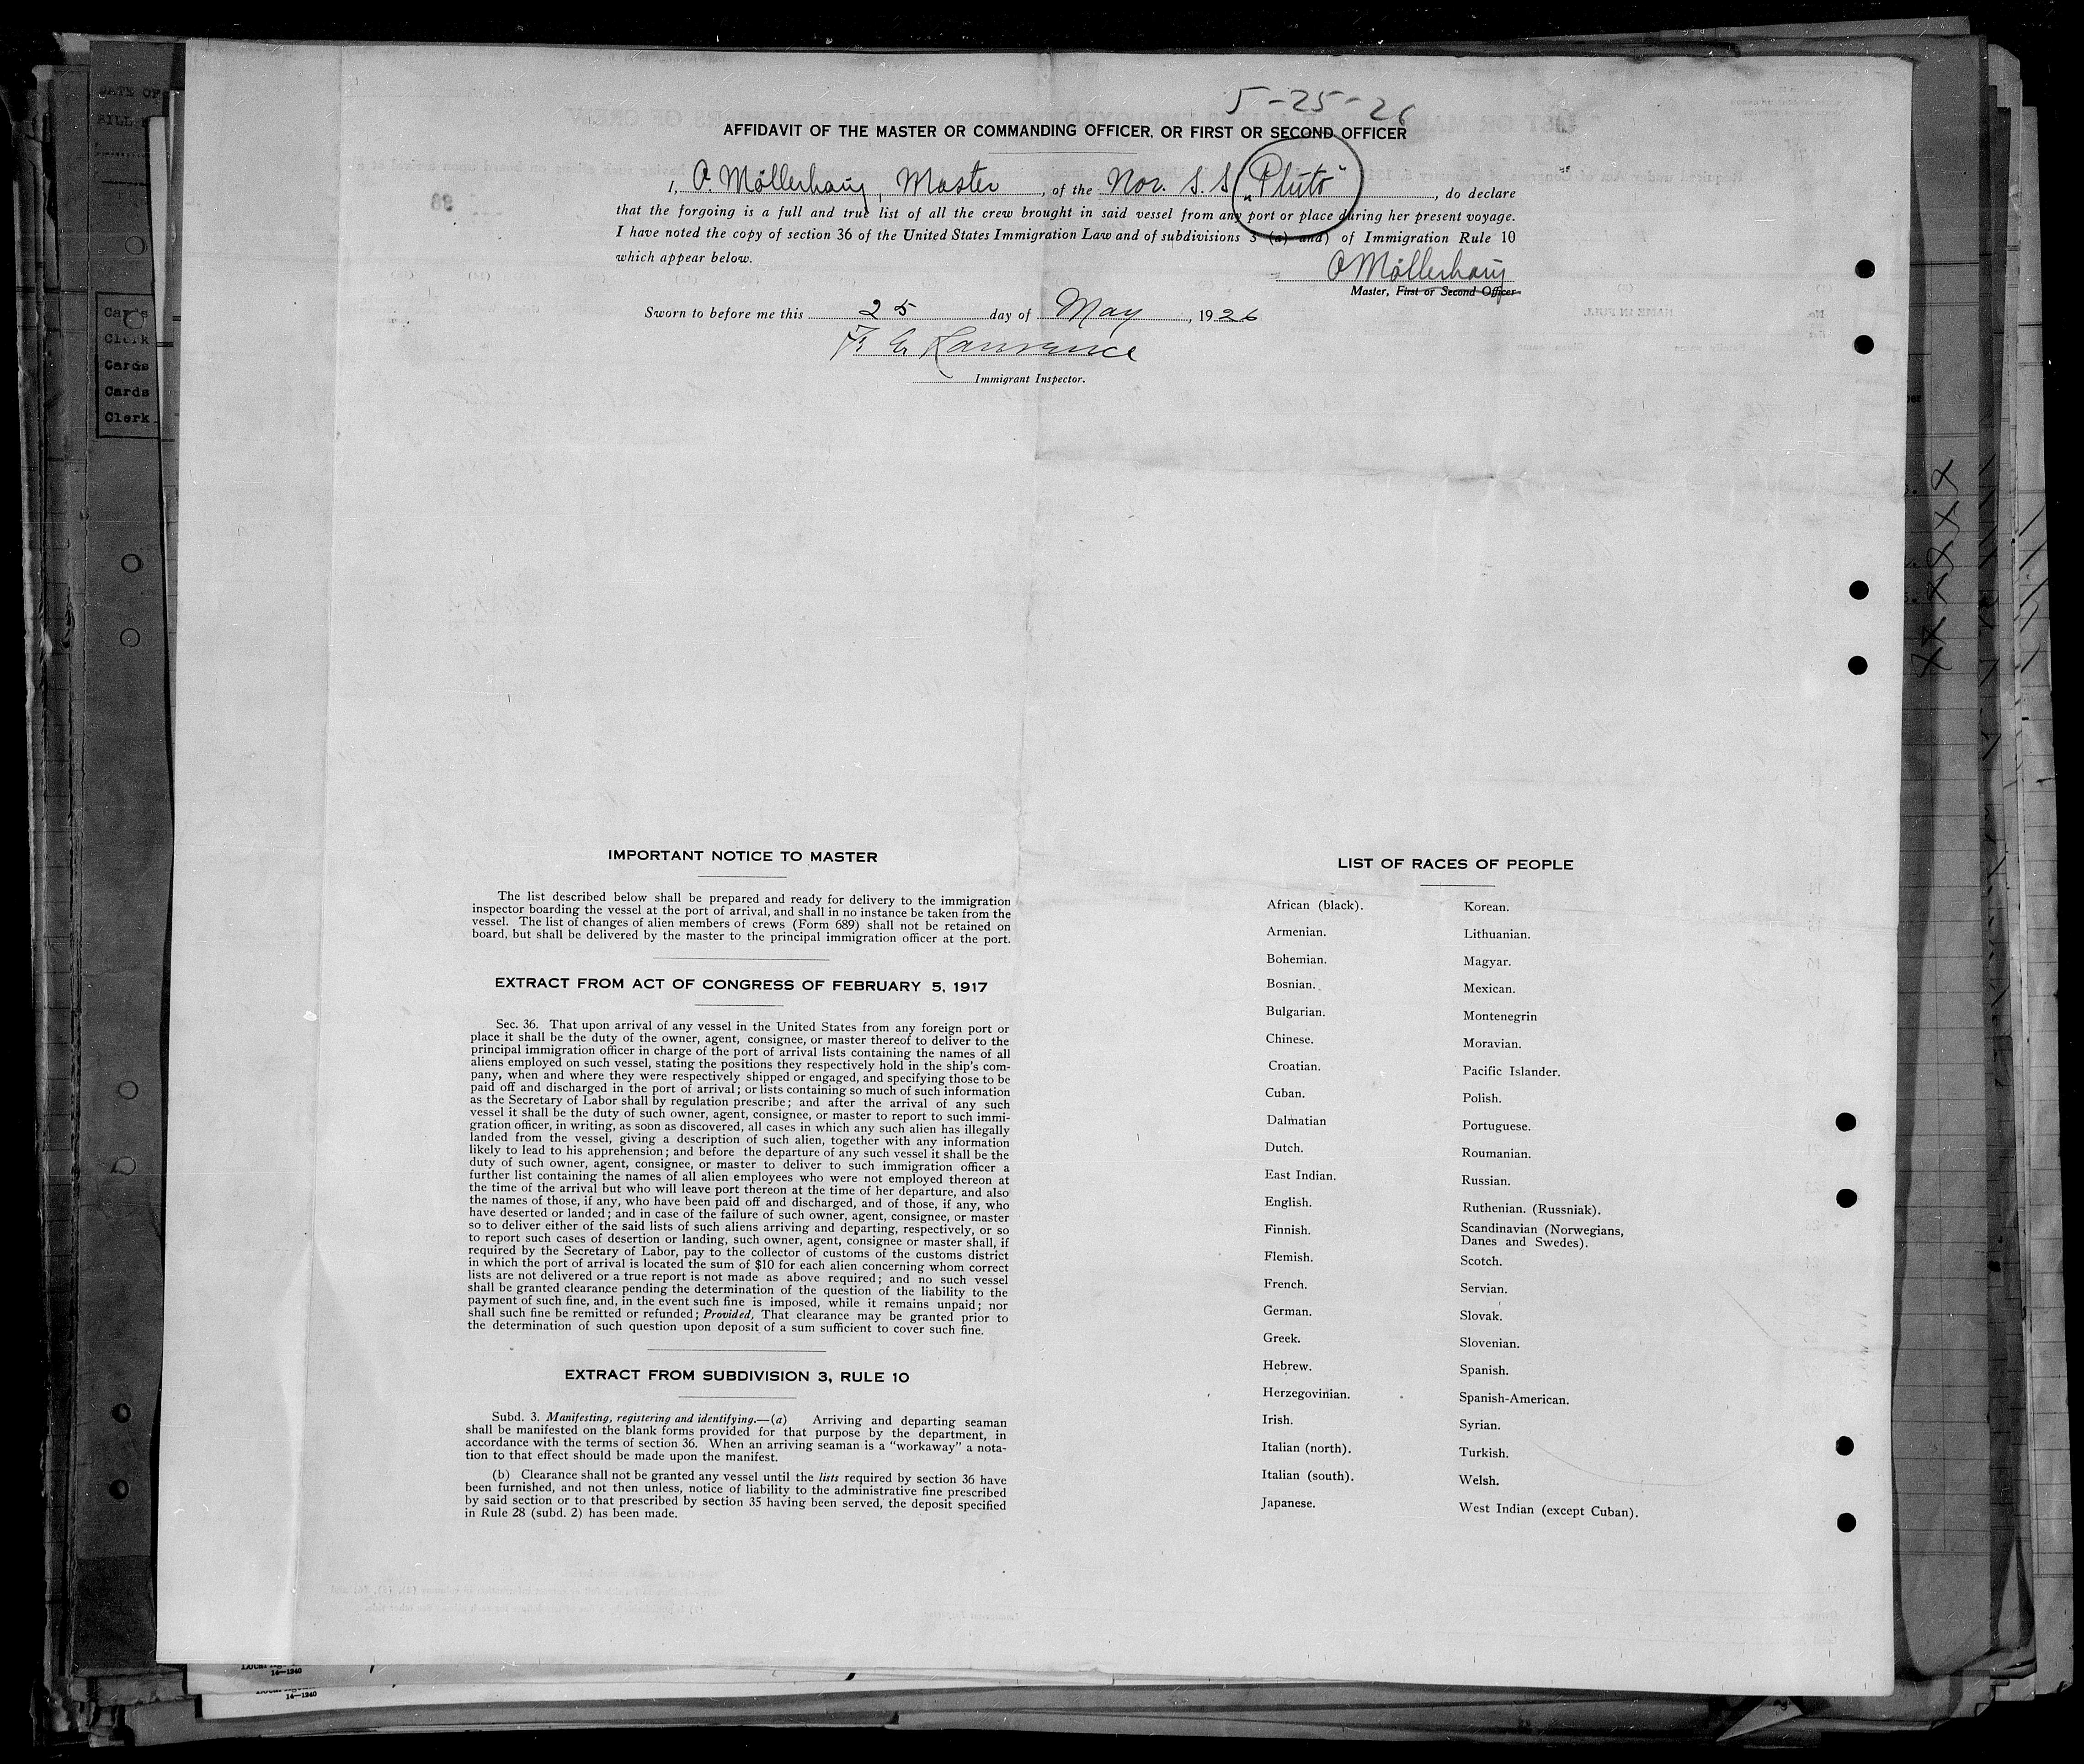 5-25-26
AFFIDAVIT OF THE MASTER OR COMMANDING OFFICER, OR FIRST OR SECOND OFFICER
I, O. Möllerhaug, Master, of the Nor. S. S. "Pluto", do declare
that the forgoing is a full and true list of all the crew brought in said vessel from any port or place during her present voyage.
I have noted the copy of section 36 of the United States Immigration Law and of subdivisions 3 (a) and) of Immigration Rule 10
which appear below.
O Möllerhaug
Master, First or Second Officer
Sworn to before me this 25 day of May, 1926
F. E. Lawrence
Immigrant Inspector.
DATE OF
Cards
Clerk
Cards
Cards
Clerk
IMPORTANT NOTICE TO MASTER
The list described below shall be prepared and ready for delivery to the immigration
inspector boarding the vessel at the port of arrival, and shall in no instance be taken from the
vessel. The list of changes of alien members of crews (Form 689) shall not be retained on
board, but shall be delivered by the master to the principal immigration officer at the port.
EXTRACT FROM ACT OF CONGRESS OF FEBRUARY 5, 1917
Sec. 36. That upon arrival of any vessel in the United States from any foreign port or
place it shall be the duty of the owner, agent, consignee, or master thereof to deliver to the
principal immigration officer in charge of the port of arrival lists containing the names of all
aliens employed on such vessel, stating the positions they respectively hold in the ship's com-
pany, when and where they were respectively shipped or engaged, and specifying those to be
paid off and discharged in the port of arrival; or lists containing so much of such information
as the Secretary of Labor shall by regulation prescribe; and after the arrival of any such
vessel it shall be the duty of such owner, agent, consignee, or master to report to such immi-
gration officer, in writing, as soon as discovered, all cases in which any such alien has illegally
landed from the vessel, giving a description of such alien, together with any information
likely to lead to his apprehension; and before the departure of any such vessel it shall be the
duty of such owner, agent, consignee, or master to deliver to such immigration officer a
further list containing the names of all alien employees who were not employed thereon at
the time of the arrival but who will leave port thereon at the time of her departure, and also
the names of those, if any, who have been paid off and discharged, and of those, if any, who
have deserted or landed; and in case of the failure of such owner, agent, consignee, or master
so to deliver either of the said lists of such aliens arriving and departing, respectively, or so
to report such cases of desertion or landing, such owner, agent, consignee or master shall, if
required by the Secretary of Labor, pay to the collector of customs of the customs district
in which the port of arrival is located the sum of $10 for each alien concerning whom correct
lists are not delivered or a true report is not made as above required; and no such vessel
shall be granted clearance pending the determination of the question of the liability to the
payment of such fine, and, in the event such fine is imposed, while it remains unpaid; nor
shall such fine be remitted or refunded; Provided, That clearance may be granted prior to
the determination of such question upon deposit of a sum sufficient to cover such fine.
EXTRACT FROM SUBDIVISION 3, RULE 10
Subd. 3. Manifesting, registering and identifying.—(a) Arriving and departing seaman
shall be manifested on the blank forms provided for that purpose by the department, in
accordance with the terms of section 36. When an arriving seaman is a "workaway" a nota-
tion to that effect should be made upon the manifest.
(b) Clearance shall not be granted any vessel until the lists required by section 36 have
been furnished, and not then unless, notice of liability to the administrative fine prescribed
by said section or to that prescribed by section 35 having been served, the deposit specified
in Rule 28 (subd. 2) has been made.
LIST OF RACES OF PEOPLE
African (black).
Armenian.
Bohemian.
Bosnian.
Bulgarian.
Chinese.
Croatian.
Cuban.
Dalmatian
Dutch.
East Indian.
English.
Finnish.
Flemish.
French.
German.
Greek.
Hebrew.
Herzegovinian.
Irish.
Italian (north).
Italian (south).
Japanese.
Korean.
Lithuanian.
Magyar.
Mexican.
Montenegrin
Moravian.
Pacific Islander.
Polish.
Portuguese.
Roumanian.
Russian.
Ruthenian. (Russniak).
Scandinavian (Norwegians,
Danes and Swedes).
Scotch.
Servian.
Slovak.
Slovenian.
Spanish.
Spanish-American.
Syrian.
Turkish.
Welsh.
West Indian (except Cuban).
14—1240
14—1240